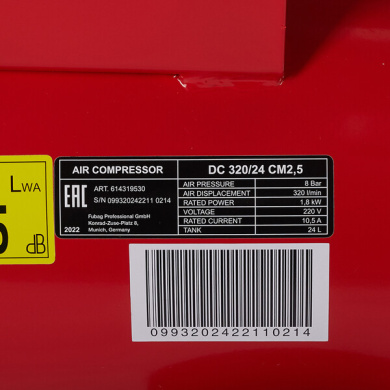 LWA
5
dB
AIR COMPRESSOR
EAC
ART. 614319530
S/N 099320242211 0214
Fubag Professional GmbH
Konrad-Zuse-Platz 8,
Munich, Germany
2022
DC 320/24 CM2,5
AIR PRESSURE 8 Bar
AIR DISPLACEMENT 320 l/min
RATED POWER 1,8 kW
VOLTAGE 220 V
RATED CURRENT 10,5 A
TANK 24 L
0993202422110214